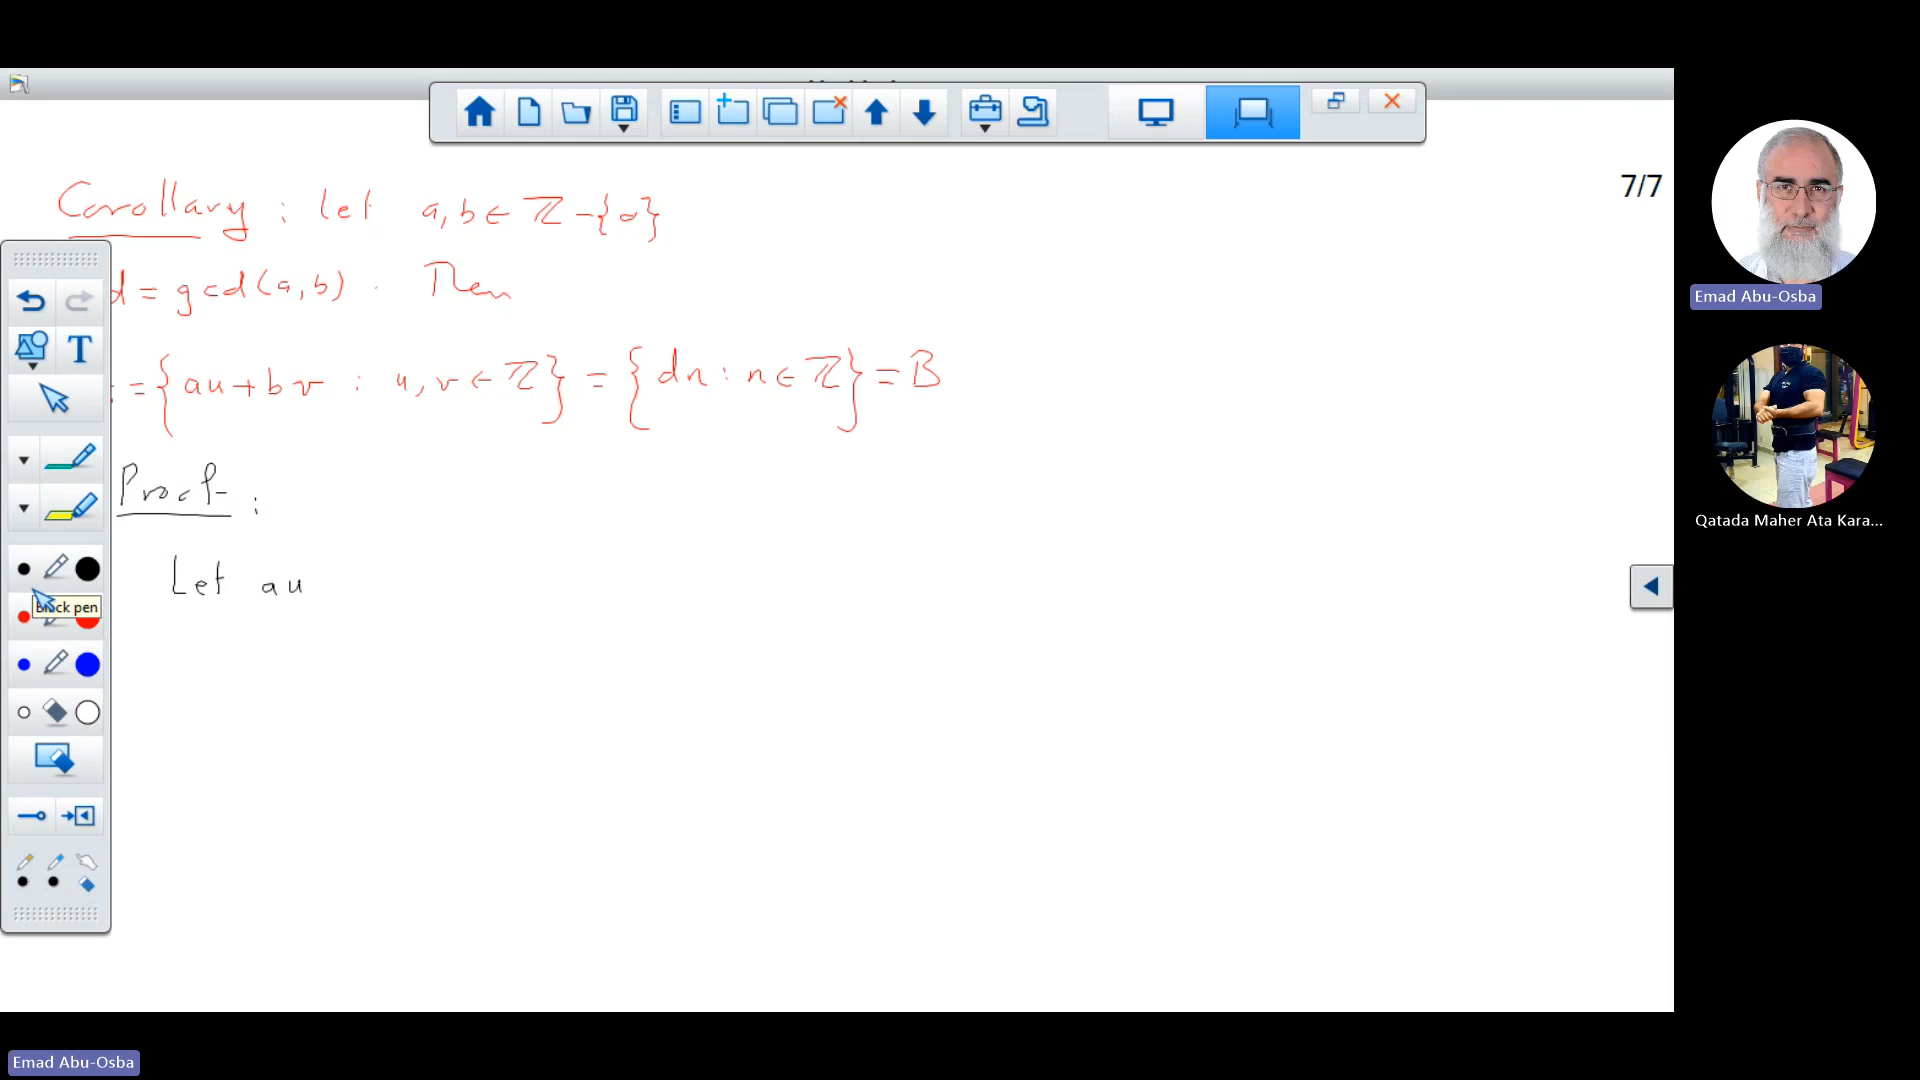 7/7
Corollary : let a, b ∈ ℤ - {0}
d = gcd(a, b) . Then
= { au + bv : u, v ∈ ℤ } = { dn : n ∈ ℤ } = B
Proof :
Let au
T
Block pen
Emad Abu-Osba
Qatada Maher Ata Kara...
Emad Abu-Osba